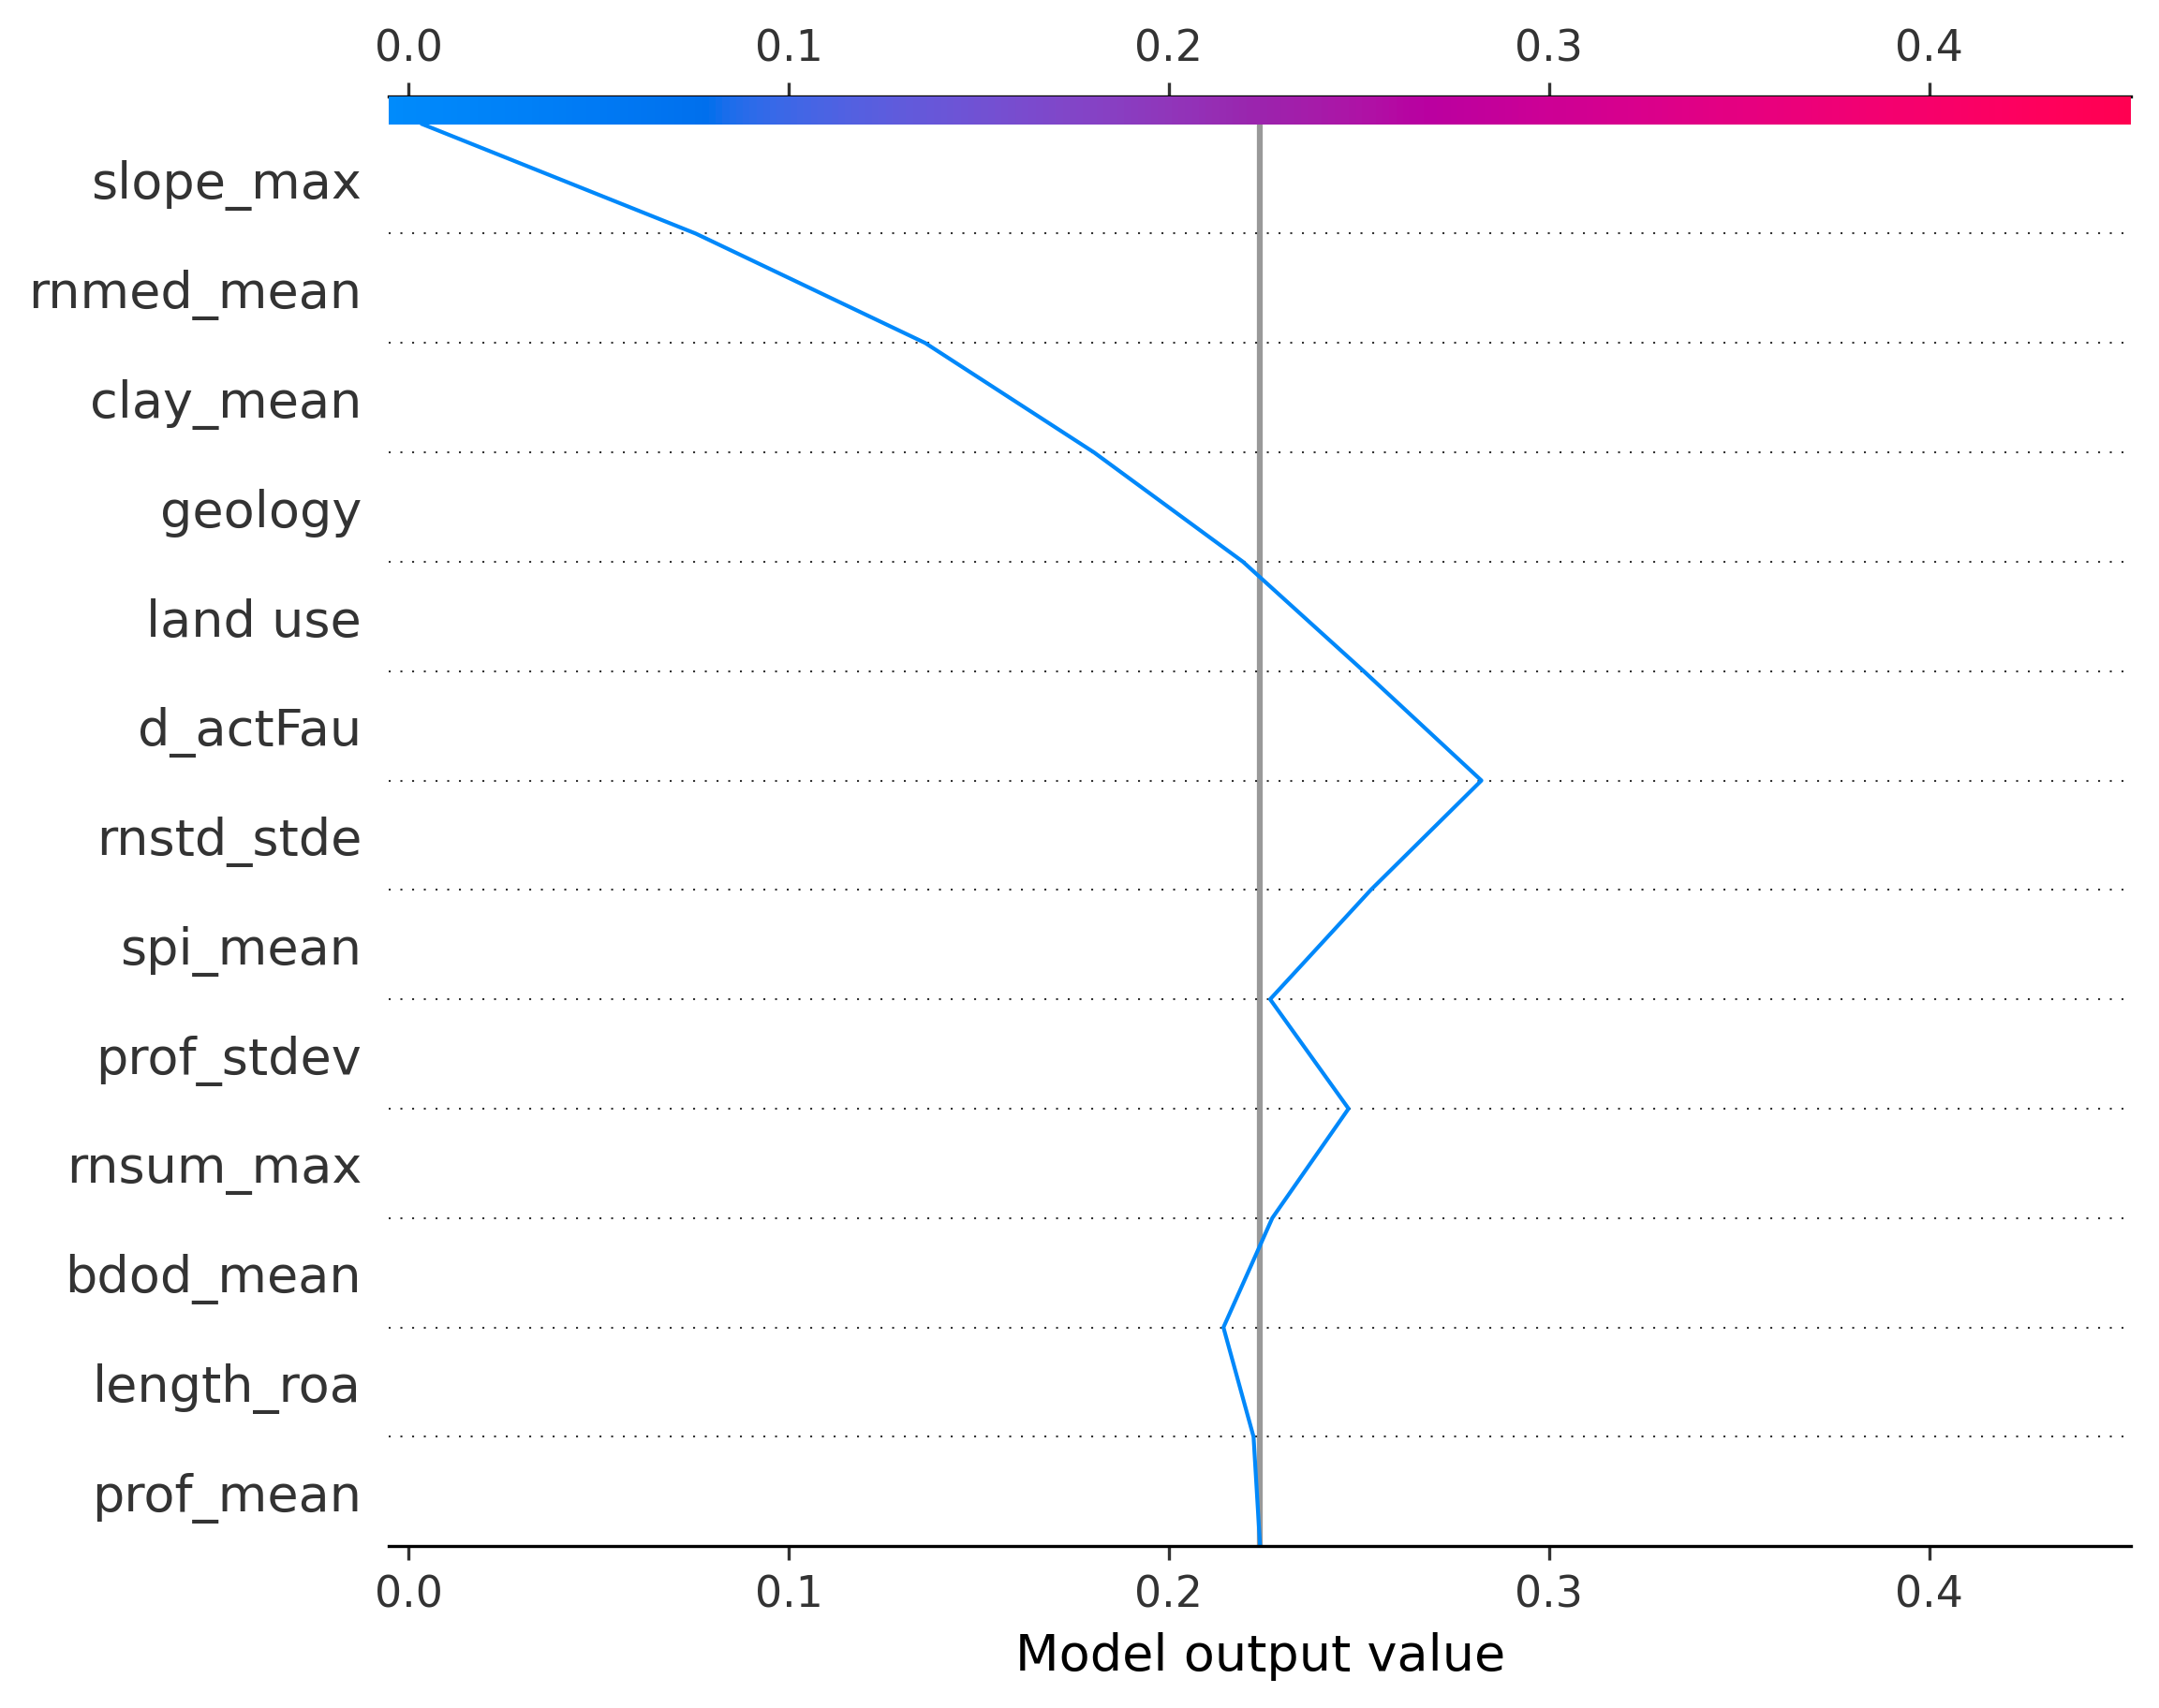 0.0 0.1 0.2 0.3 0.4
slope_max
rnmed_mean
clay_mean
geology
land use
d_actFau
rnstd_stde
spi_mean
prof_stdev
rnsum_max
bdod_mean
length_roa
prof_mean
0.0 0.1 0.2 0.3 0.4
Model output value